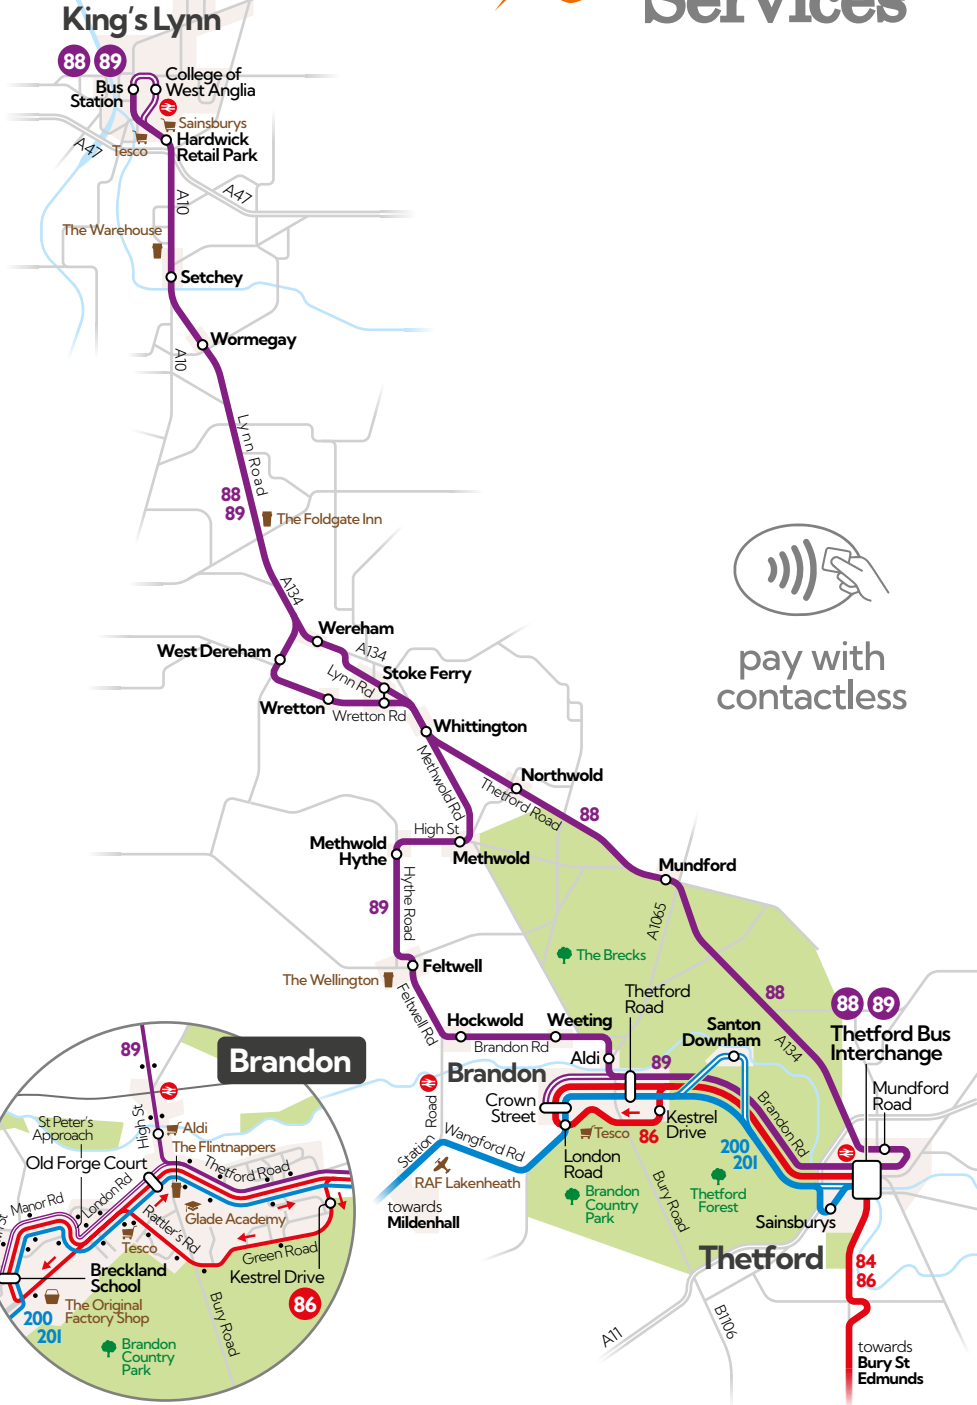 Services
King's Lynn
88 89
Bus
Station
College of
West Anglia
Sainsburys
Tesco
Hardwick
Retail Park
A47
A47
A10
The Warehouse
Setchey
Wormegay
A10
Lynn Road
88
89
The Foldgate Inn
A134
Wereham
A134
West Dereham
Stoke Ferry
Lynn Rd
Wretton
Wretton Rd
Whittington
Methwold Rd
Northwold
Thetford Road
88
High St
Methwold
Hythe
Methwold
Mundford
Hythe Road
89
A1065
The Brecks
Feltwell
The Wellington
Feltwell Rd
Hockwold
Weeting
Brandon Rd
Thetford
Road
Santon
Downham
88
A134
88 89
Thetford Bus
Interchange
Mundford
Road
Aldi
89
Brandon
Crown
Street
Tesco
86
Kestrel
Drive
Brandon Rd
200
201
Station Road
Wangford Rd
RAF Lakenheath
London
Road
towards
Mildenhall
Brandon
Country
Park
Bury Road
Thetford
Forest
Sainsburys
Thetford
84
86
A11
B1106
towards
Bury St
Edmunds
pay with
contactless
Brandon
89
High St
Aldi
St Peter's
Approach
The Flintnappers
Old Forge Court
Thetford Road
Manor Rd
London Rd
Glade Academy
Rattler's Rd
Tesco
Green Road
Breckland
School
Kestrel Drive
86
The Original
Factory Shop
200
201
Bury Road
Brandon
Country
Park